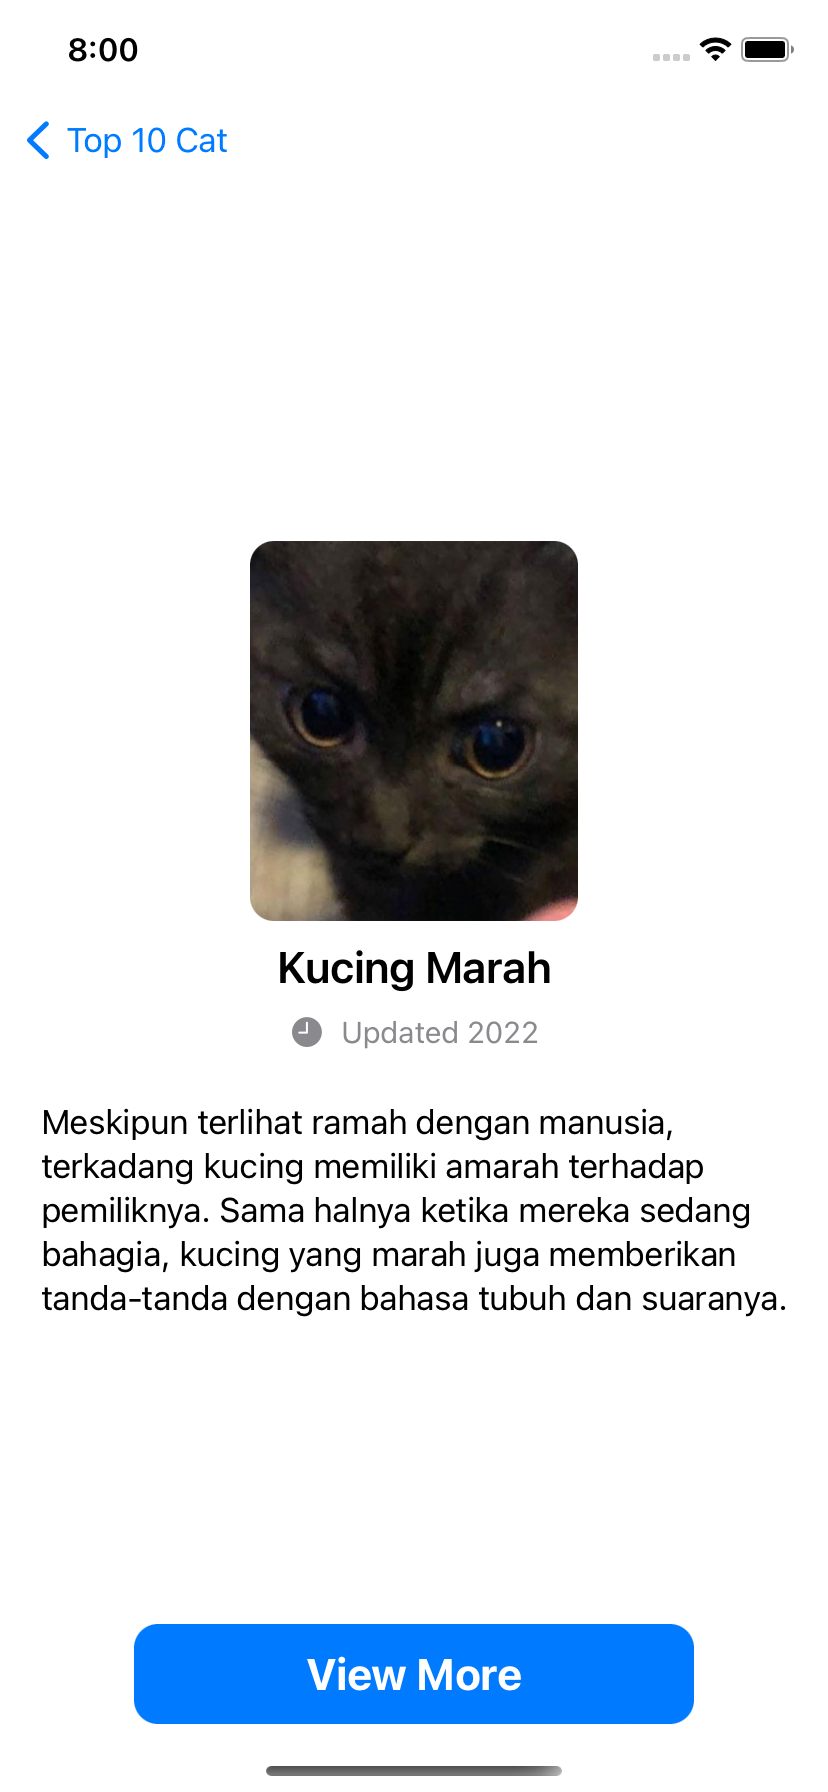 8:00
Top 10 Cat
Kucing Marah
Updated 2022
Meskipun terlihat ramah dengan manusia,
terkadang kucing memiliki amarah terhadap
pemiliknya. Sama halnya ketika mereka sedang
bahagia, kucing yang marah juga memberikan
tanda-tanda dengan bahasa tubuh dan suaranya.
View More